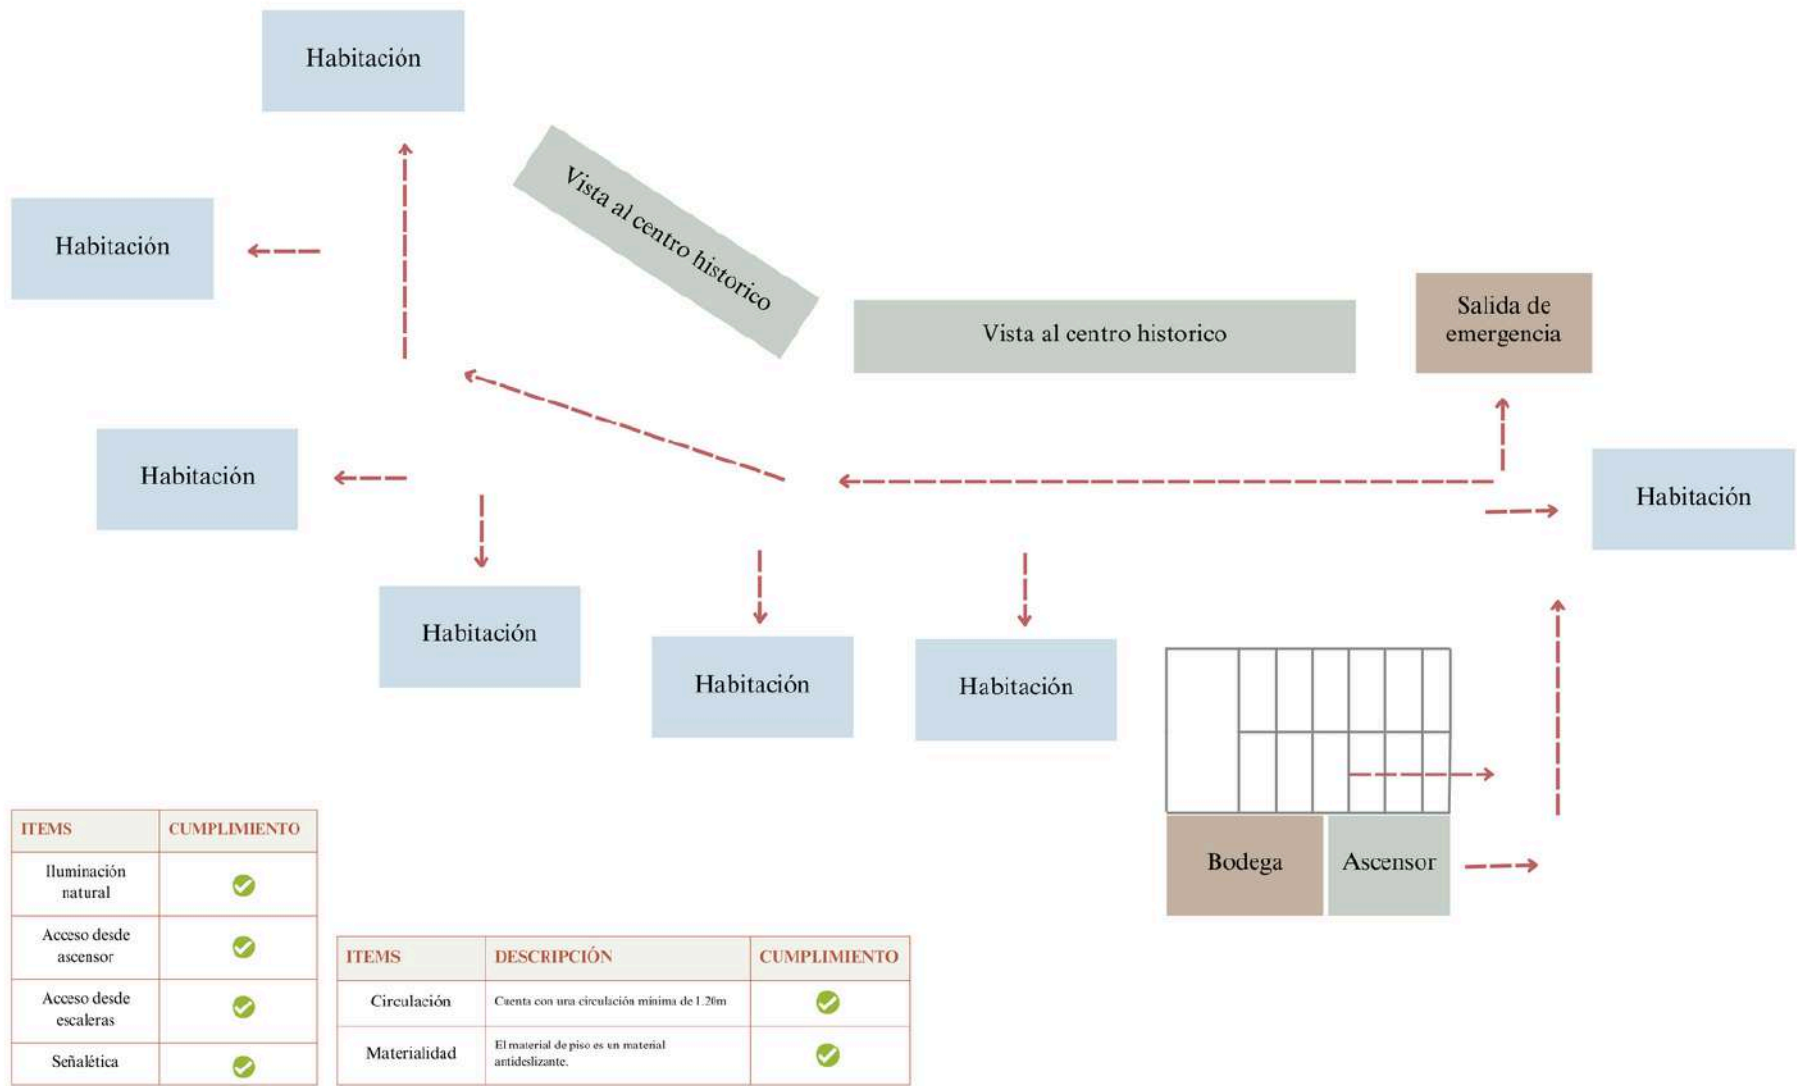 Habitación
Vista al centro historico
Habitación
Vista al centro historico
Salida de
emergencia
Habitación
Habitación
Habitación
Habitación
Habitación
Bodega
Ascensor
ITEMS CUMPLIMIENTO
Iluminación
natural
Acceso desde
ascensor
Acceso desde
escaleras
Señalética
ITEMS DESCRIPCIÓN CUMPLIMIENTO
Circulación Cuenta con una circulación mínima de 1.20m
Materialidad El material de piso es un material
antideslizante.